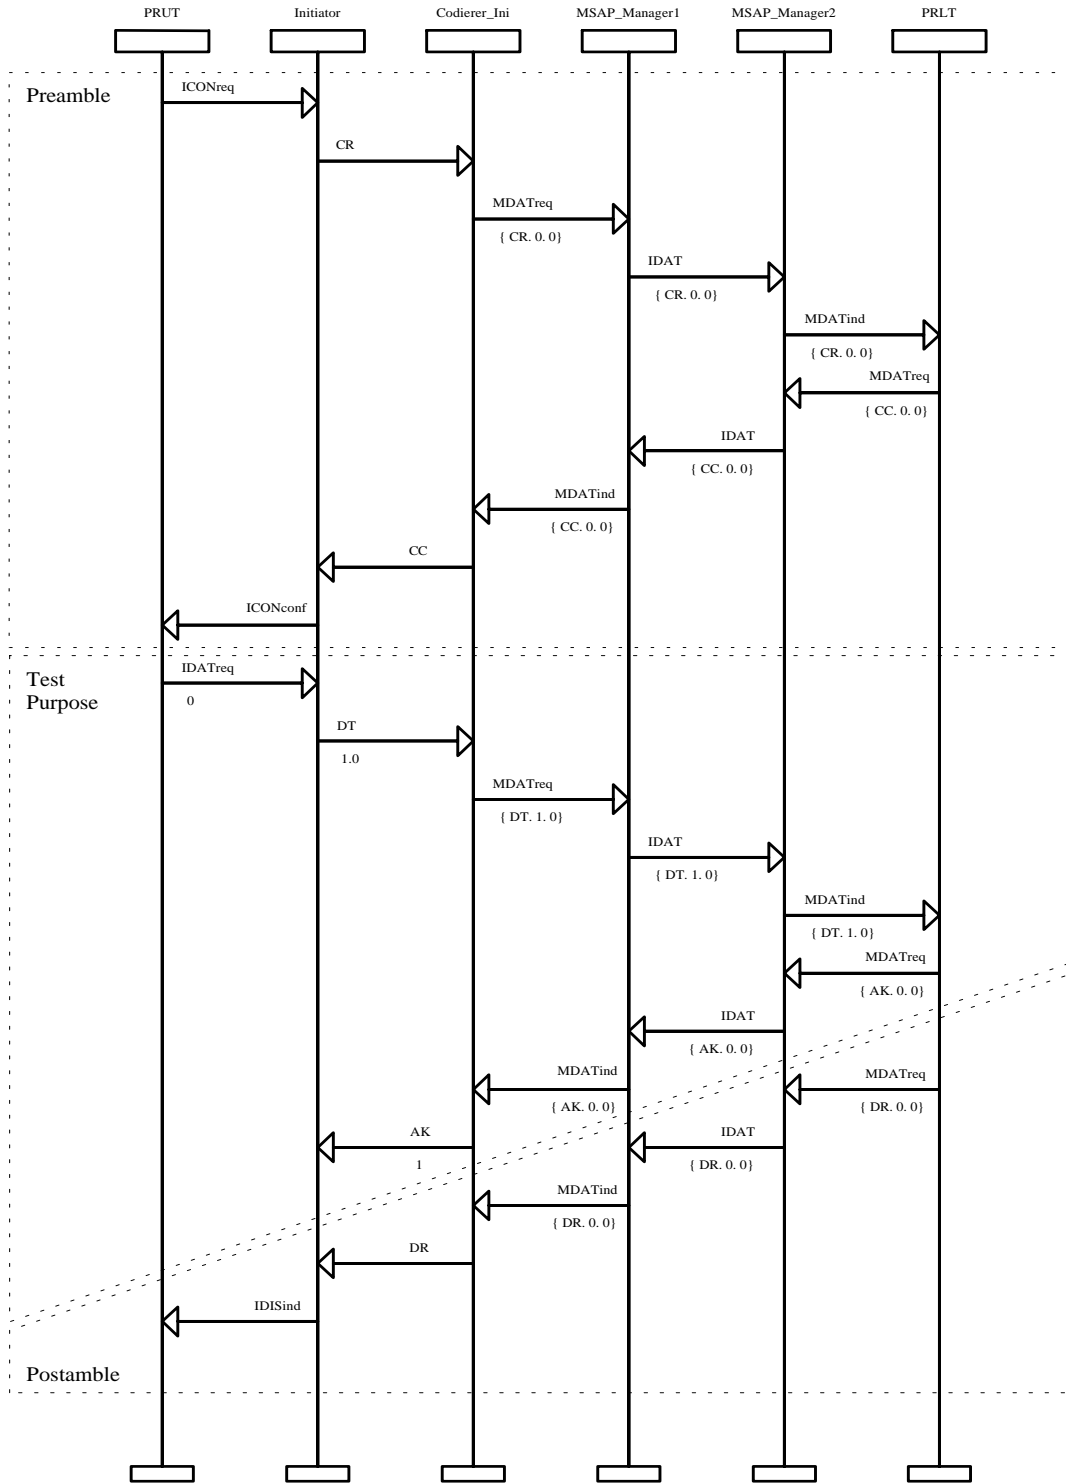 PRUT Initiator Codierer_Ini MSAP_Manager1 MSAP_Manager2 PRLT
Preamble
ICONreq
CR
MDATreq
{ CR. 0. 0}
IDAT
{ CR. 0. 0}
MDATind
{ CR. 0. 0}
MDATreq
{ CC. 0. 0}
IDAT
{ CC. 0. 0}
MDATind
{ CC. 0. 0}
CC
ICONconf
Test
Purpose
IDATreq
0
DT
1.0
MDATreq
{ DT. 1. 0}
IDAT
{ DT. 1. 0}
MDATind
{ DT. 1. 0}
MDATreq
{ AK. 0. 0}
IDAT
{ AK. 0. 0}
MDATind
{ AK. 0. 0}
MDATreq
{ DR. 0. 0}
AK
1
IDAT
{ DR. 0. 0}
MDATind
{ DR. 0. 0}
DR
IDISind
Postamble